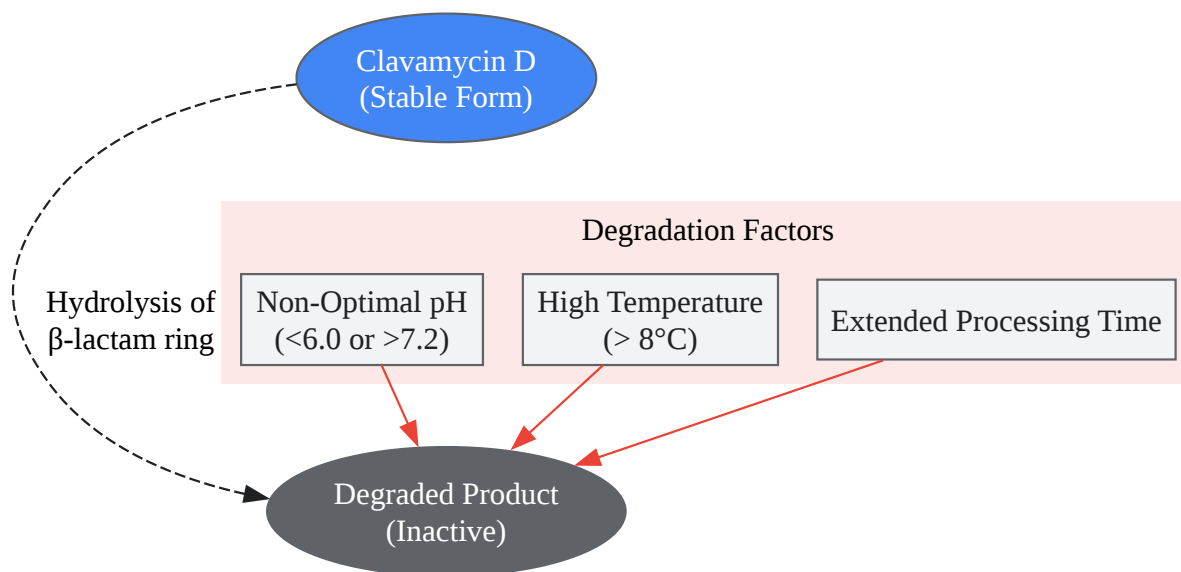 Clavamycin D
(Stable Form)
Degradation Factors
Hydrolysis of
β-lactam ring
Non-Optimal pH
(<6.0 or >7.2)
High Temperature
(> 8°C)
Extended Processing Time
Degraded Product
(Inactive)